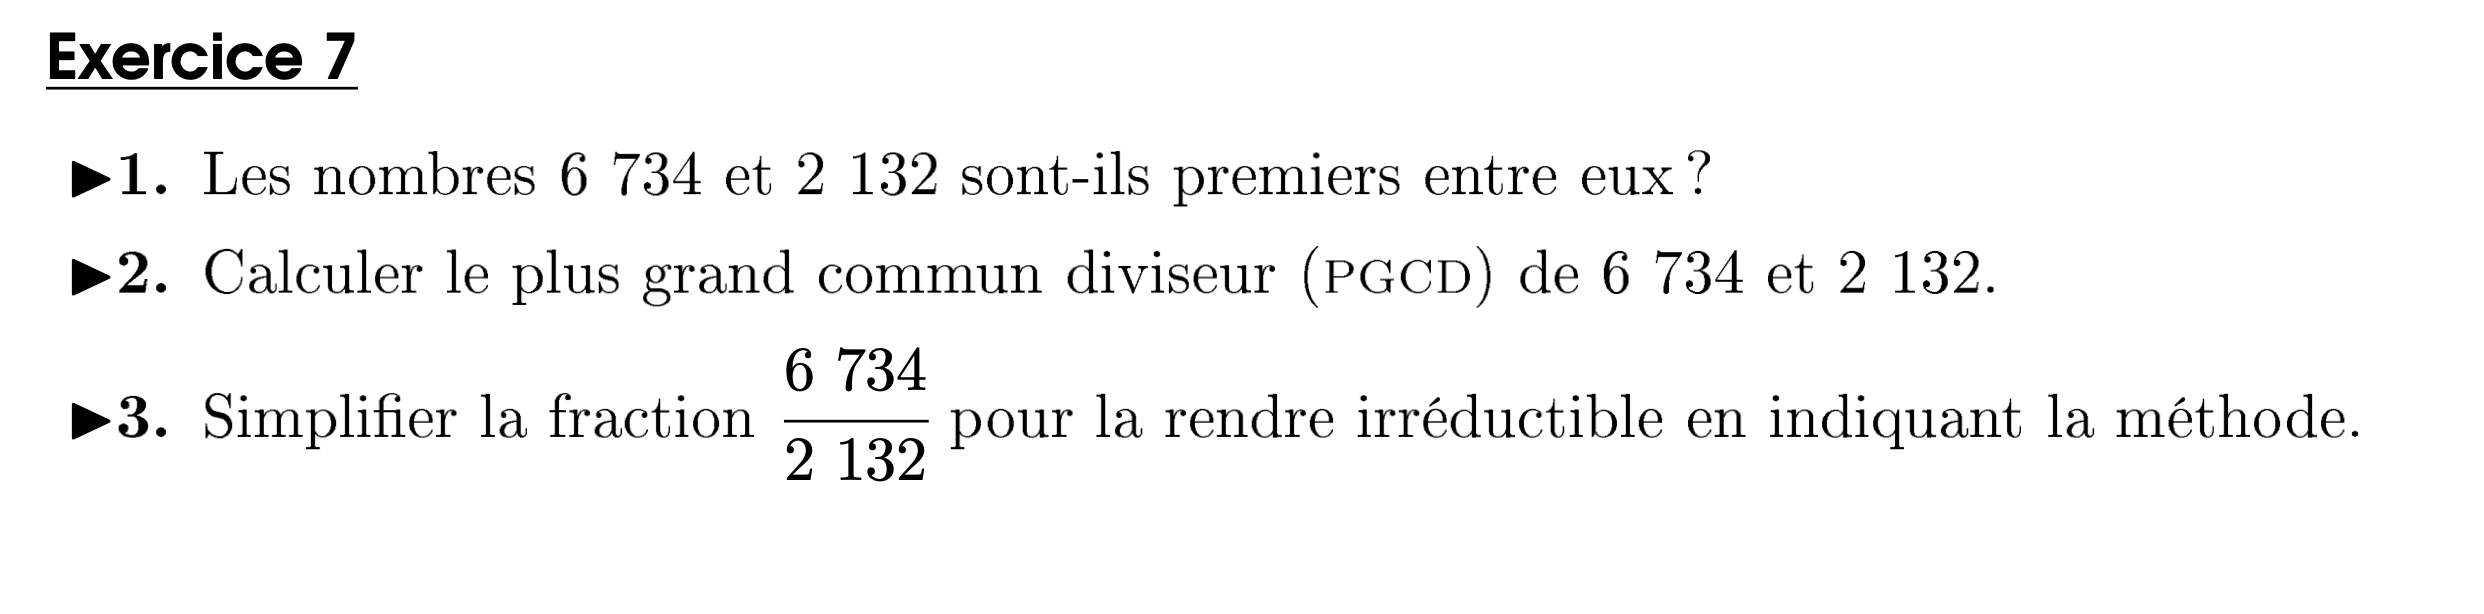 Exercice 7
▶1. Les nombres 6 734 et 2 132 sont-ils premiers entre eux ?
▶2. Calculer le plus grand commun diviseur (PGCD) de 6 734 et 2 132.
▶3. Simplifier la fraction 6 734 / 2 132 pour la rendre irréductible en indiquant la méthode.